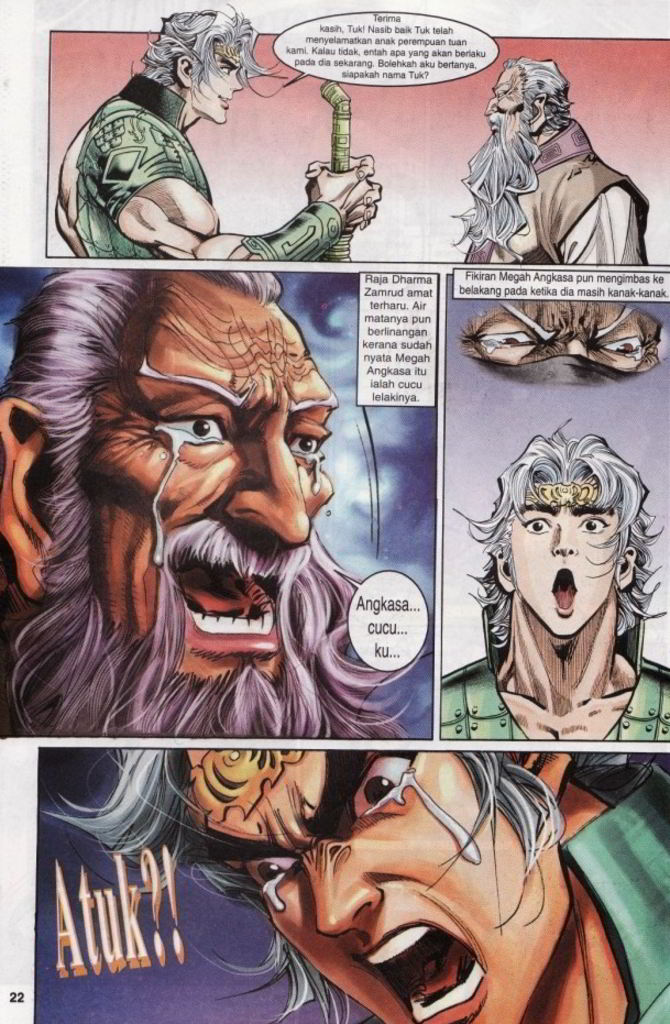 Terima
kasih, Tuk! Nasib baik Tuk telah
menyelamatkan anak perempuan tuan
kami. Kalau tidak, entah apa yang akan berlaku
pada dia sekarang. Bolehkah aku bertanya,
siapakah nama Tuk?
Raja Dharma
Zamrud amat
terharu. Air
matanya pun
berlinangan
kerana sudah
nyata Megah
Angkasa itu
ialah cucu
lelakinya.
Angkasa...
cucu...
ku...
Fikiran Megah Angkasa pun mengimbas ke
belakang pada ketika dia masih kanak-kanak.
Atuk?!
22